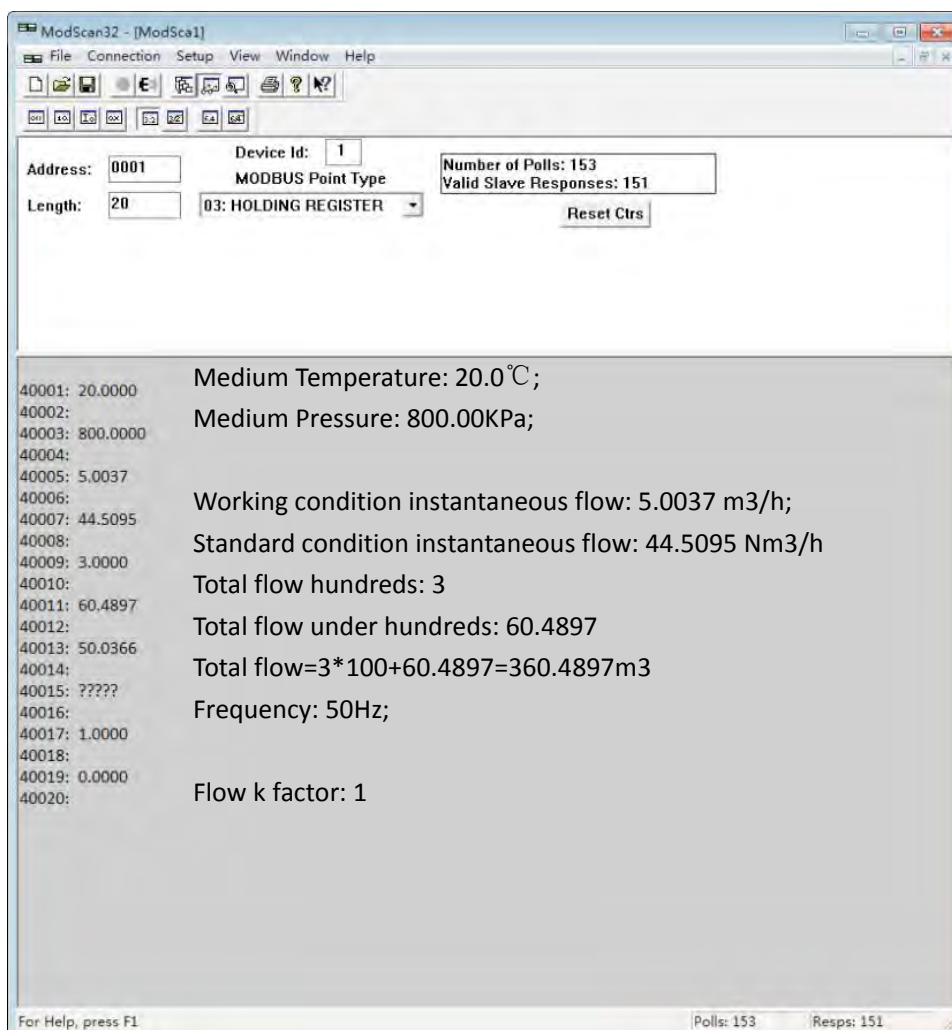 ModScan32 - [ModSca1]
File Connection Setup View Window Help
Address: 0001
Device Id: 1
MODBUS Point Type
Length: 20
03: HOLDING REGISTER
Number of Polls: 153
Valid Slave Responses: 151
Reset Ctrs
40001: 20.0000
Medium Temperature: 20.0℃;
40002:
Medium Pressure: 800.00KPa;
40003: 800.0000
40004:
40005: 5.0037
40006:
Working condition instantaneous flow: 5.0037 m3/h;
40007: 44.5095
40008:
Standard condition instantaneous flow: 44.5095 Nm3/h
40009: 3.0000
40010:
Total flow hundreds: 3
40011: 60.4897
40012:
Total flow under hundreds: 60.4897
40013: 50.0366
40014:
Total flow=3*100+60.4897=360.4897m3
40015: ?????
40016:
Frequency: 50Hz;
40017: 1.0000
40018:
40019: 0.0000
40020:
Flow k factor: 1
For Help, press F1
Polls: 153
Resps: 151